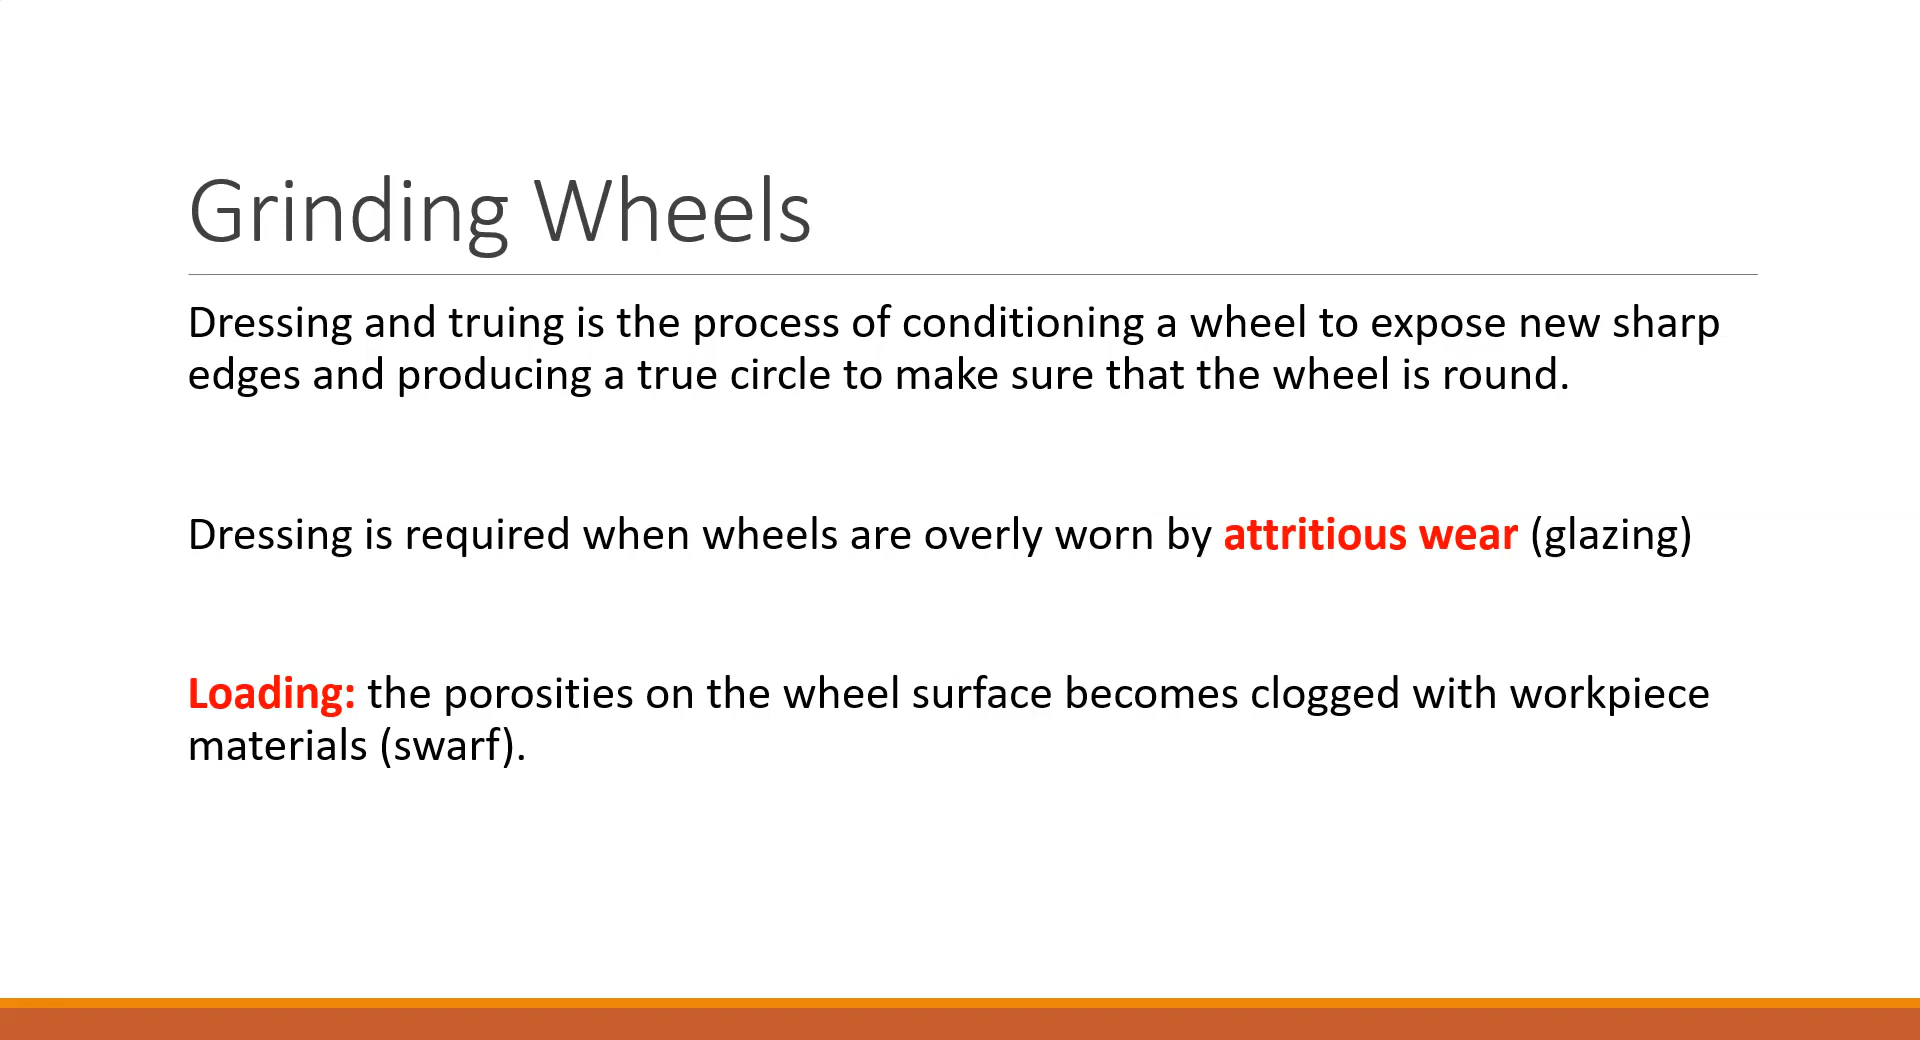 Grinding Wheels
Dressing and truing is the process of conditioning a wheel to expose new sharp
edges and producing a true circle to make sure that the wheel is round.
Dressing is required when wheels are overly worn by attritious wear (glazing)
Loading: the porosities on the wheel surface becomes clogged with workpiece
materials (swarf).